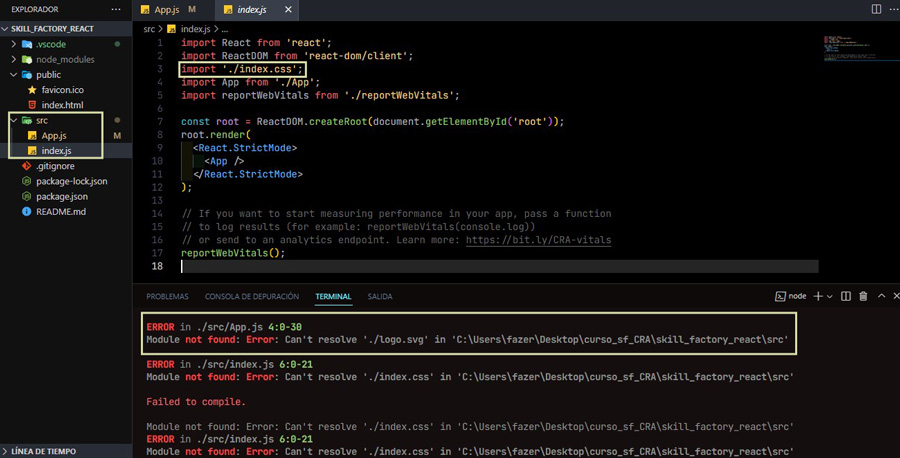 EXPLORADOR
App.js M
index.js
SKILL_FACTORY_REACT
src > index.js > ...
.vscode
node_modules
public
favicon.ico
index.html
src
App.js M
index.js
.gitignore
package-lock.json
package.json
README.md
LÍNEA DE TIEMPO
1 import React from 'react';
2 import ReactDOM from 'react-dom/client';
3 import './index.css';
4 import App from './App';
5 import reportWebVitals from './reportWebVitals';
6
7 const root = ReactDOM.createRoot(document.getElementById('root'));
8 root.render(
9 <React.StrictMode>
10 <App />
11 </React.StrictMode>
12 );
13
14 // If you want to start measuring performance in your app, pass a function
15 // to log results (for example: reportWebVitals(console.log))
16 // or send to an analytics endpoint. Learn more: https://bit.ly/CRA-vitals
17 reportWebVitals();
18
PROBLEMAS CONSOLA DE DEPURACIÓN TERMINAL SALIDA node
ERROR in ./src/App.js 4:0-30
Module not found: Error: Can't resolve './logo.svg' in 'C:\Users\fazer\Desktop\curso_sf_CRA\skill_factory_react\src'
ERROR in ./src/index.js 6:0-21
Module not found: Error: Can't resolve './index.css' in 'C:\Users\fazer\Desktop\curso_sf_CRA\skill_factory_react\src'
Failed to compile.
Module not found: Error: Can't resolve './index.css' in 'C:\Users\fazer\Desktop\curso_sf_CRA\skill_factory_react\src'
ERROR in ./src/index.js 6:0-21
Module not found: Error: Can't resolve './index.css' in 'C:\Users\fazer\Desktop\curso_sf_CRA\skill_factory_react\src'